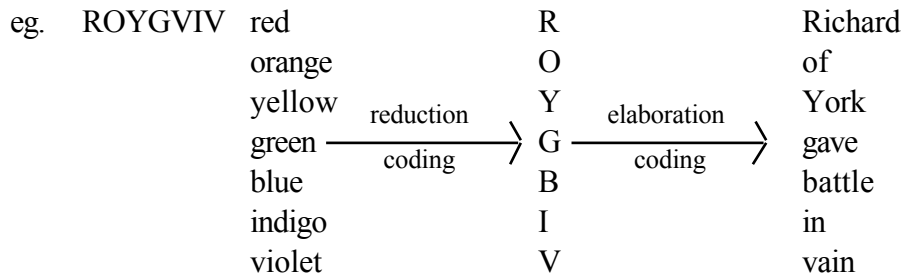 eg. ROYGVIV red R Richard
orange O of
yellow Y York
reduction elaboration
green G gave
coding coding
blue B battle
indigo I in
violet V vain